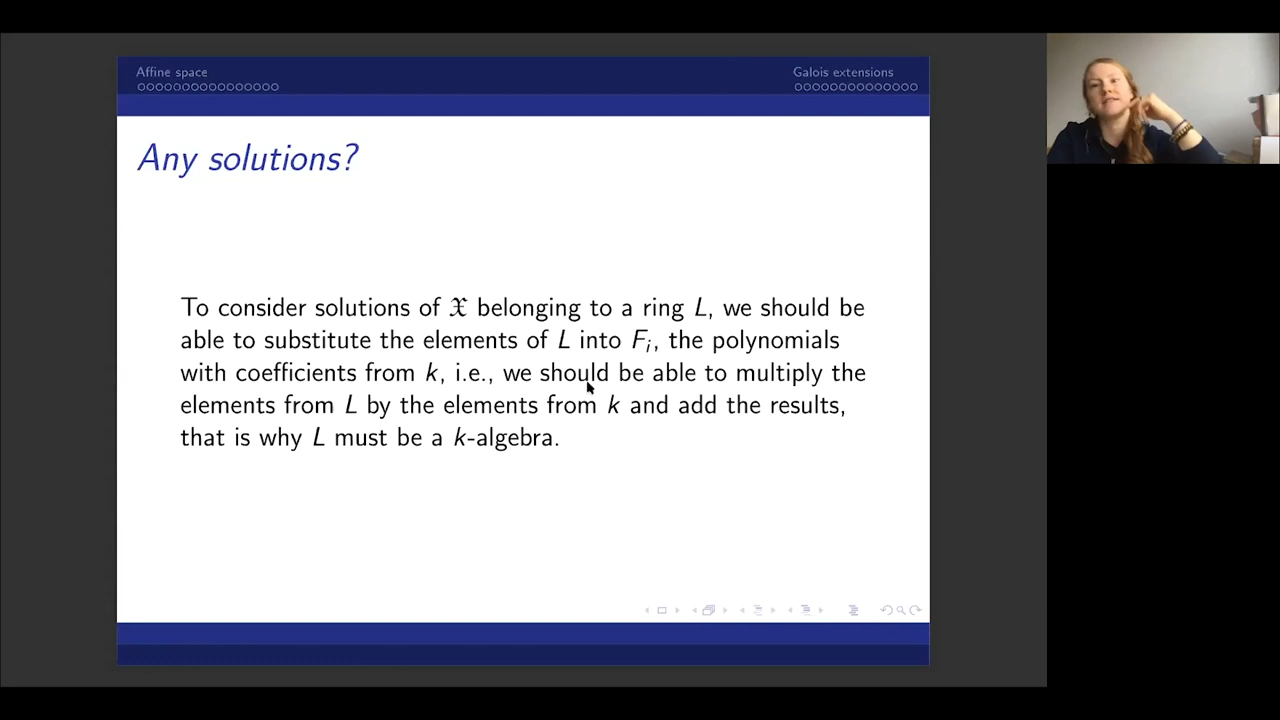 Affine space
Galois extensions
Any solutions?
To consider solutions of 𝔛 belonging to a ring L, we should be
able to substitute the elements of L into Fᵢ, the polynomials
with coefficients from k, i.e., we should be able to multiply the
elements from L by the elements from k and add the results,
that is why L must be a k-algebra.